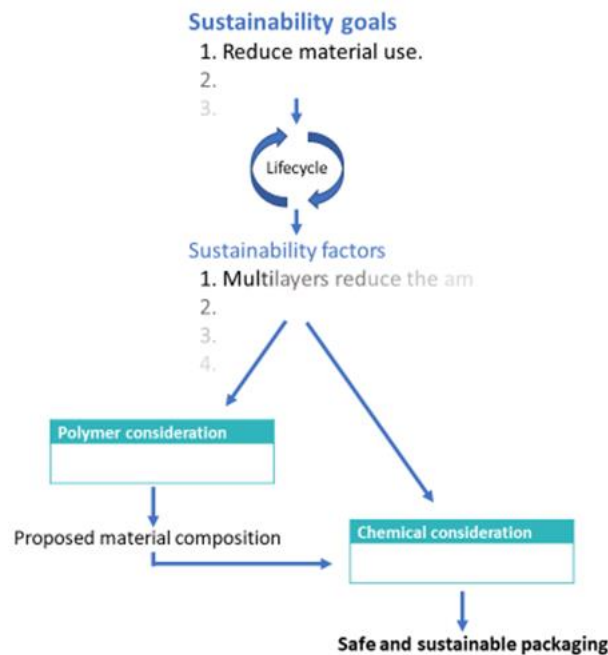 Sustainability goals
1. Reduce material use.
2.
3.
Lifecycle
Sustainability factors
1. Multilayers reduce the am
2.
3.
4.
Polymer consideration
Proposed material composition
Chemical consideration
Safe and sustainable packaging